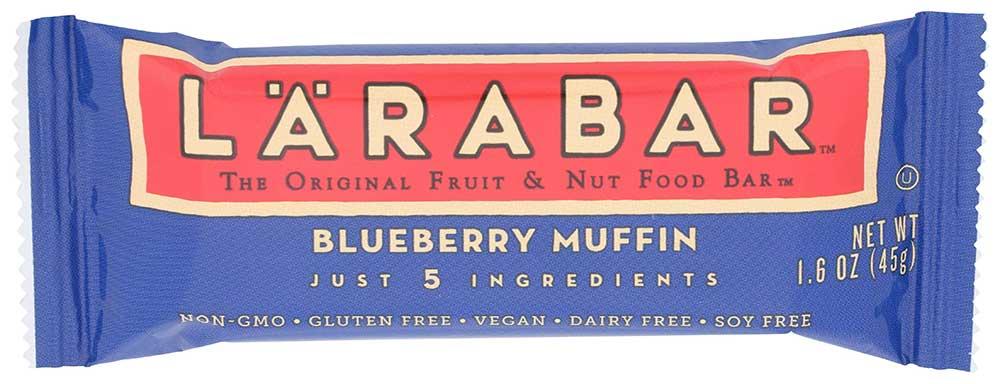 LÄRABAR™
THE ORIGINAL FRUIT & NUT FOOD BAR™
U
BLUEBERRY MUFFIN
JUST 5 INGREDIENTS
NET WT
1.6 OZ (45g)
NON-GMO • GLUTEN FREE • VEGAN • DAIRY FREE • SOY FREE